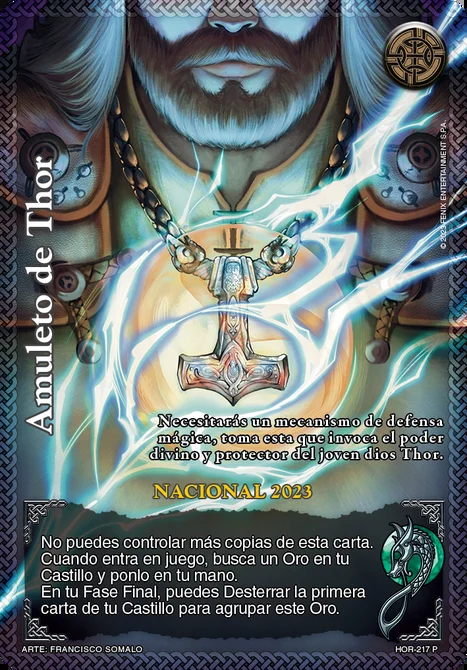 Amuleto de Thor
© 2023 FENIX ENTERTAINMENT S.P.A.
Necesitarás un mecanismo de defensa
mágica, toma esta que invoca el poder
divino y protector del joven dios Thor.
NACIONAL 2023
No puedes controlar más copias de esta carta.
Cuando entra en juego, busca un Oro en tu
Castillo y ponlo en tu mano.
En tu Fase Final, puedes Desterrar la primera
carta de tu Castillo para agrupar este Oro.
ARTE: FRANCISCO SOMALO
HOR-217 P